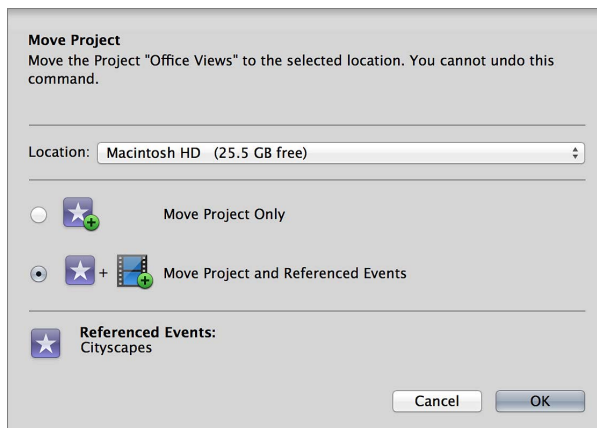 Move Project
Move the Project "Office Views" to the selected location. You cannot undo this
command.
Location: Macintosh HD (25.5 GB free)
Move Project Only
+ Move Project and Referenced Events
Referenced Events:
Cityscapes
Cancel OK